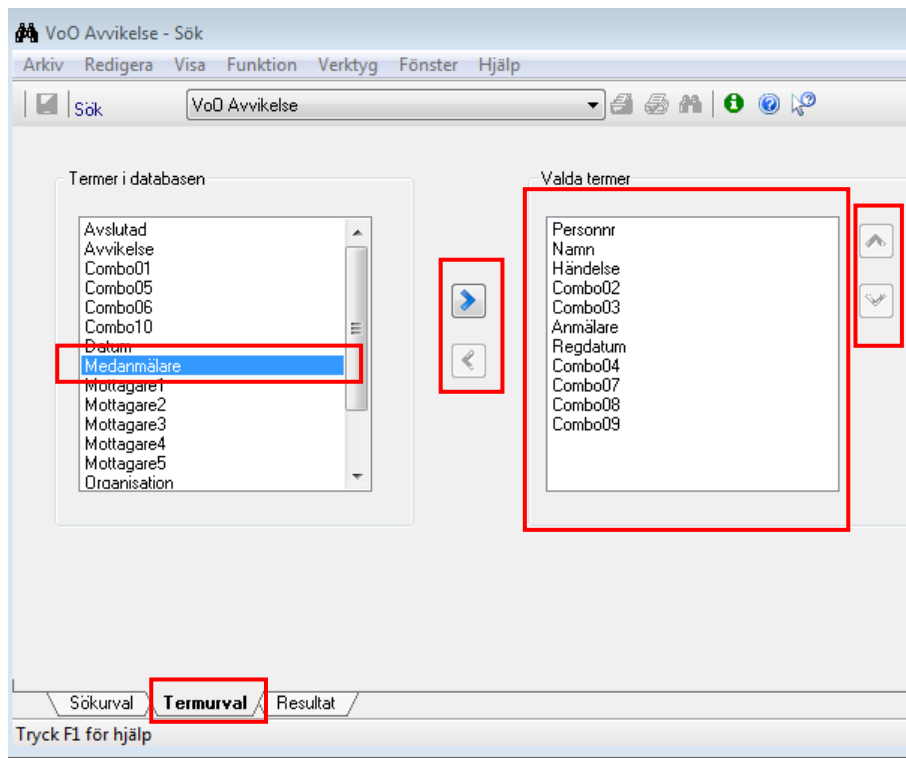 VoO Avvikelse - Sök
Arkiv Redigera Visa Funktion Verktyg Fönster Hjälp
Sök VoO Avvikelse
Termer i databasen
Avslutad
Avvikelse
Combo01
Combo05
Combo06
Combo10
Datum
Medanmälare
Mottagare1
Mottagare2
Mottagare3
Mottagare4
Mottagare5
Organisation
Valda termer
Personnr
Namn
Händelse
Combo02
Combo03
Anmälare
Regdatum
Combo04
Combo07
Combo08
Combo09
Sökurval Termurval Resultat
Tryck F1 för hjälp